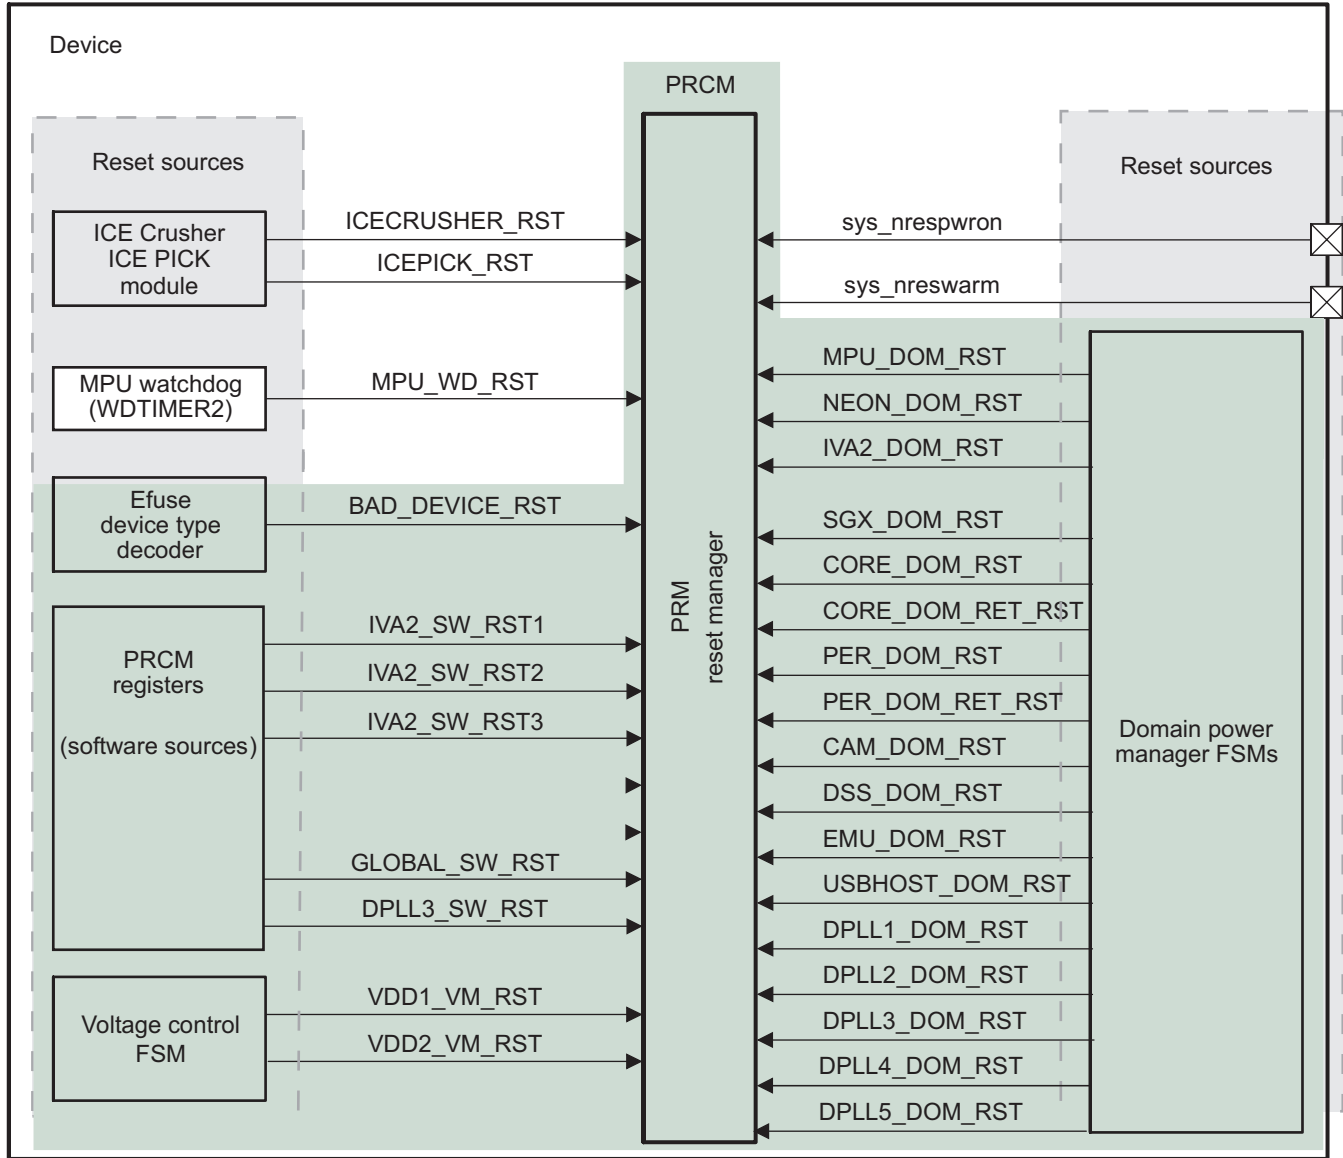 Device
PRCM
Reset sources
ICE Crusher
ICE PICK
module
ICECRUSHER_RST
ICEPICK_RST
MPU watchdog
(WDTIMER2)
MPU_WD_RST
Efuse
device type
decoder
BAD_DEVICE_RST
PRCM
registers
(software sources)
IVA2_SW_RST1
IVA2_SW_RST2
IVA2_SW_RST3
GLOBAL_SW_RST
DPLL3_SW_RST
Voltage control
FSM
VDD1_VM_RST
VDD2_VM_RST
PRM
reset manager
Reset sources
sys_nrespwron
sys_nreswarm
MPU_DOM_RST
NEON_DOM_RST
IVA2_DOM_RST
SGX_DOM_RST
CORE_DOM_RST
CORE_DOM_RET_RST
PER_DOM_RST
PER_DOM_RET_RST
CAM_DOM_RST
DSS_DOM_RST
EMU_DOM_RST
USBHOST_DOM_RST
DPLL1_DOM_RST
DPLL2_DOM_RST
DPLL3_DOM_RST
DPLL4_DOM_RST
DPLL5_DOM_RST
Domain power
manager FSMs